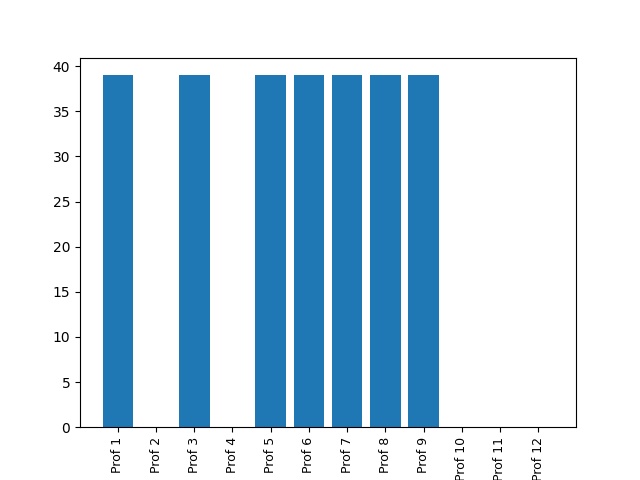 40
35
30
25
20
15
10
5
0
Prof 1
Prof 2
Prof 3
Prof 4
Prof 5
Prof 6
Prof 7
Prof 8
Prof 9
Prof 10
Prof 11
Prof 12